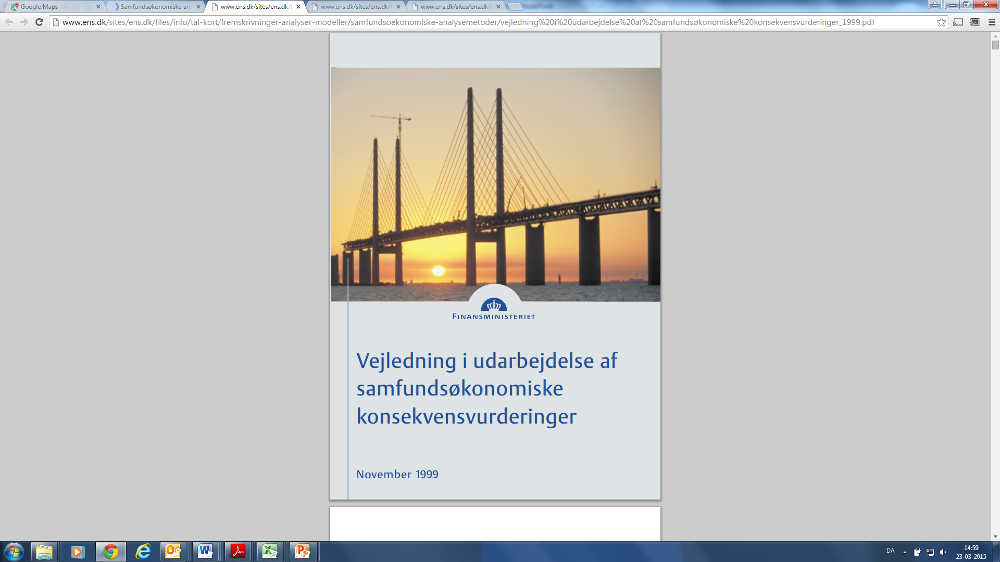 Google Maps
Samfundsøkonomiske ana
www.ens.dk/sites/ens.dk/f
www.ens.dk/sites/ens.dk/f
www.ens.dk/sites/ens.dk/f
www.ens.dk/sites/ens.dk/files/info/tal-kort/fremskrivninger-analyser-modeller/samfundsoekonomiske-analysemetoder/vejledning%20i%20udarbejdelse%20af%20samfundsøkonomiske%20konsekvensvurderinger_1999.pdf
FINANSMINISTERIET
Vejledning i udarbejdelse af
samfundsøkonomiske
konsekvensvurderinger
November 1999
DA
14:59
23-03-2015